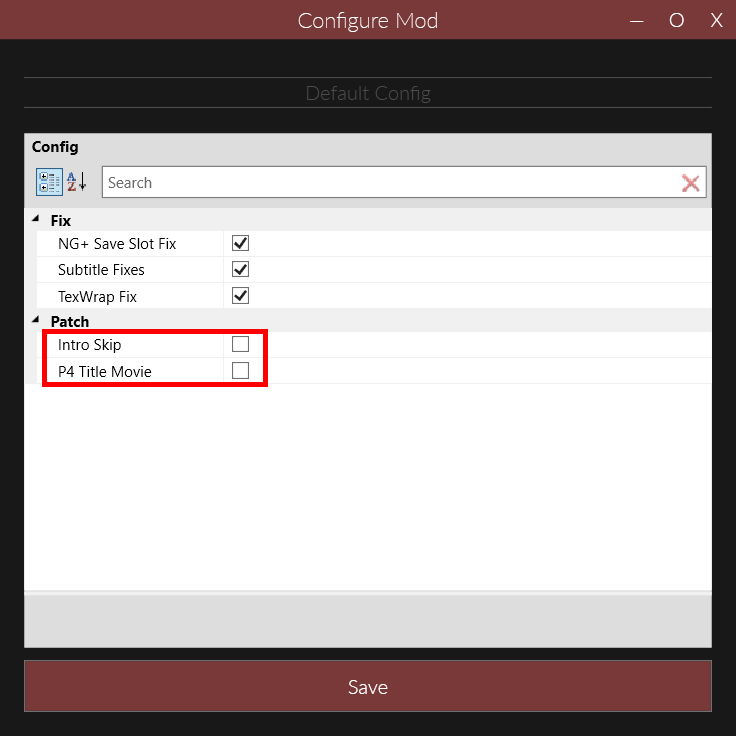 Configure Mod
Default Config
Config
Search
Fix
NG+ Save Slot Fix
Subtitle Fixes
TexWrap Fix
Patch
Intro Skip
P4 Title Movie
Save